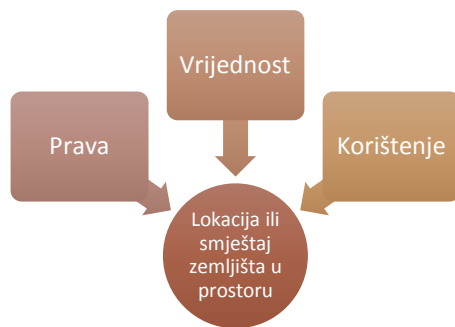 Vrijednost
Prava
Korištenje
Lokacija ili
smještaj
zemljišta u
prostoru